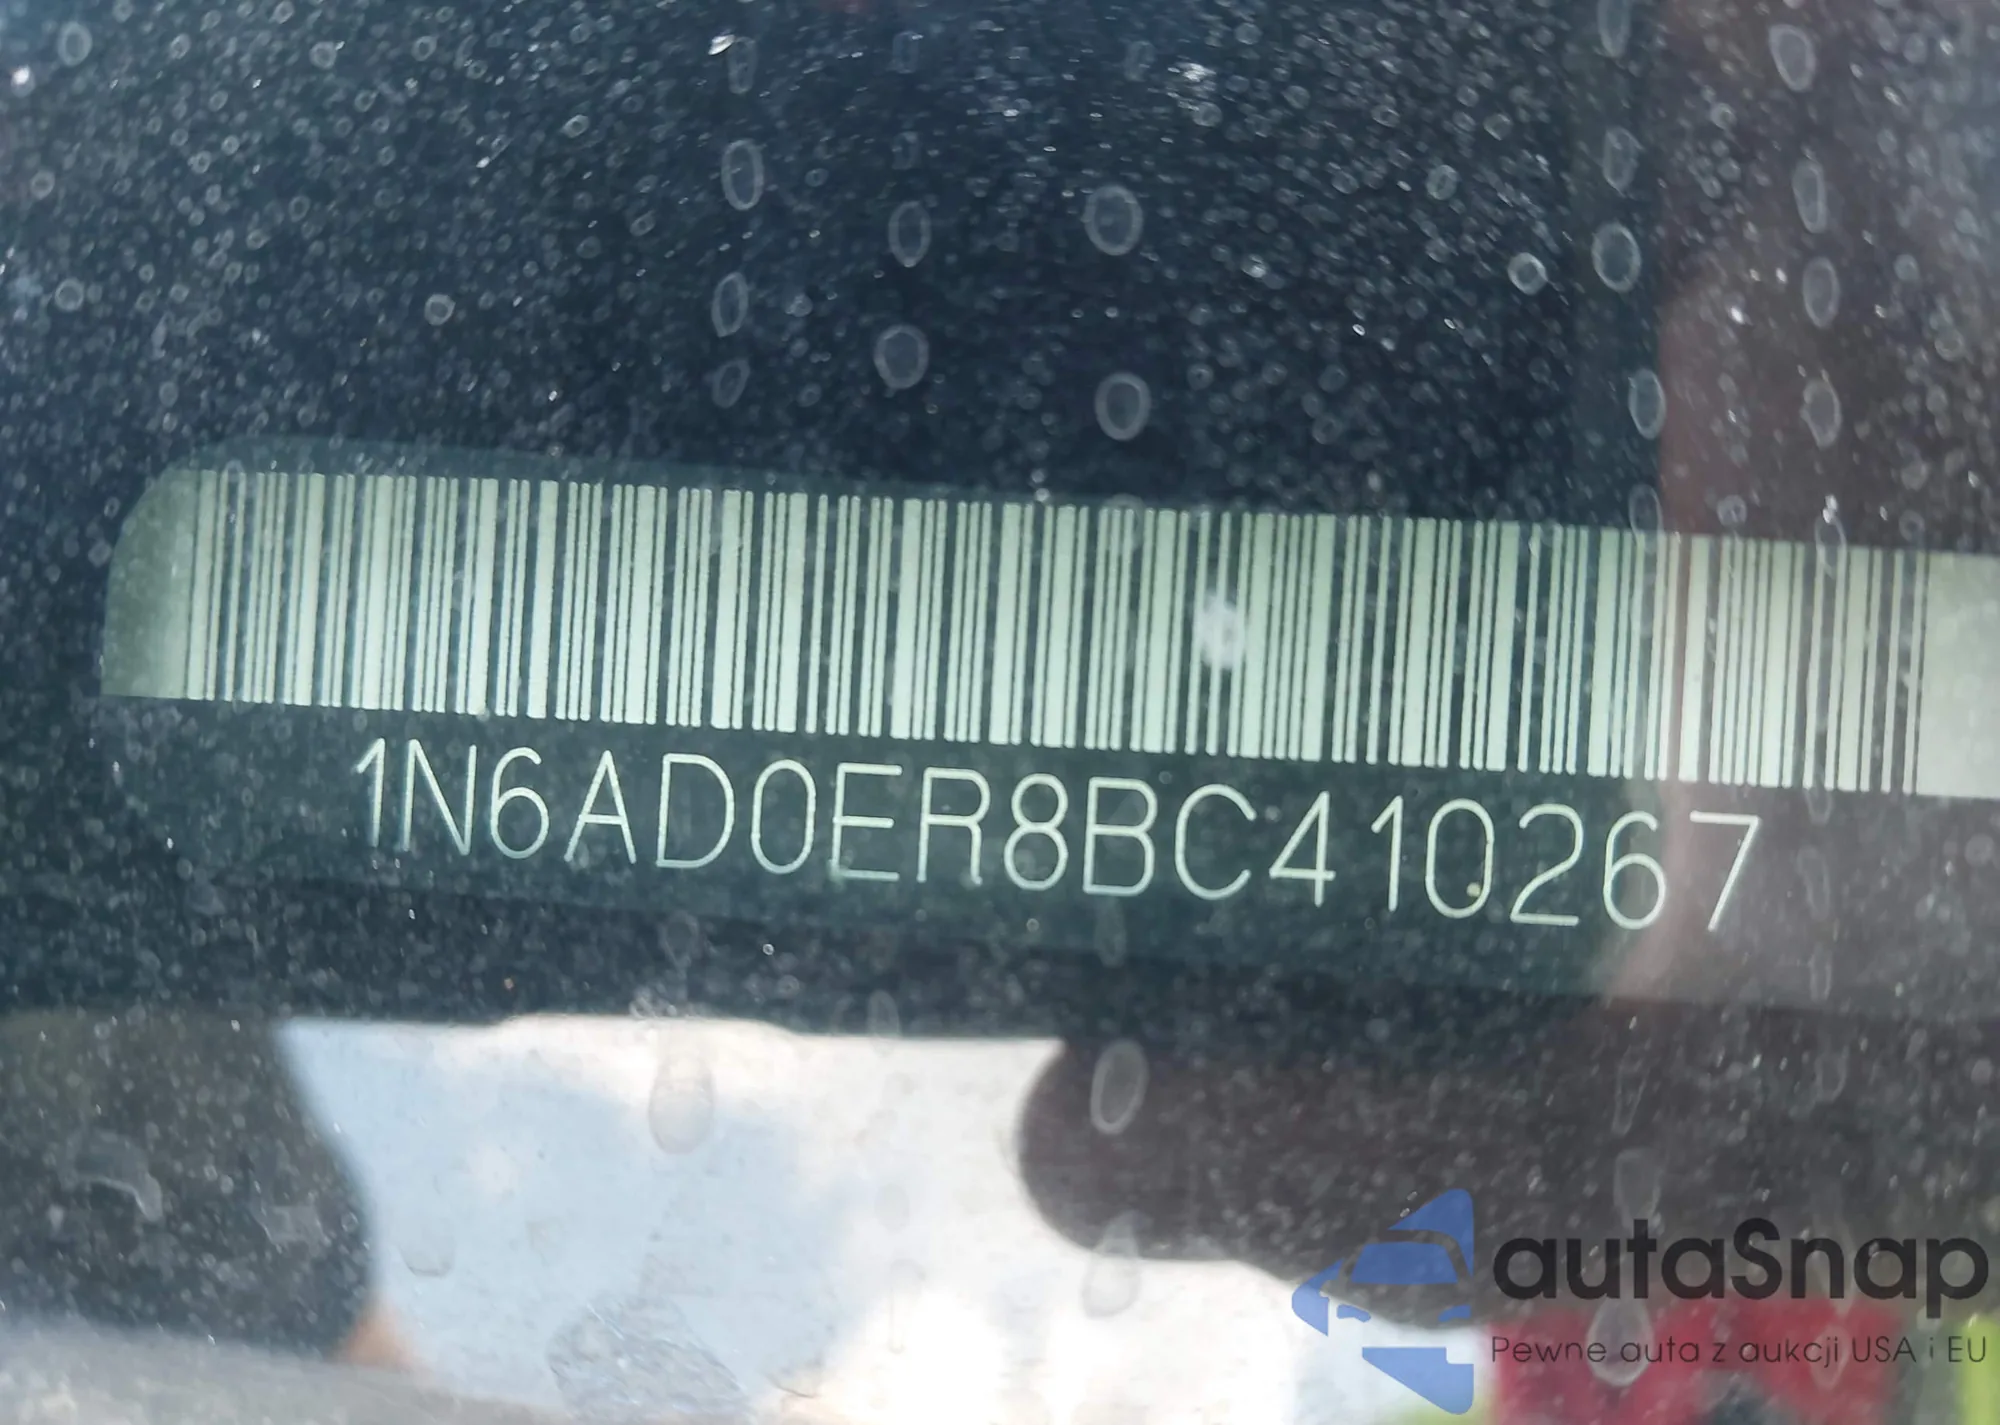 1N6AD0ER8BC410267
autaSnap
Pewne auta z aukcji USA i EU